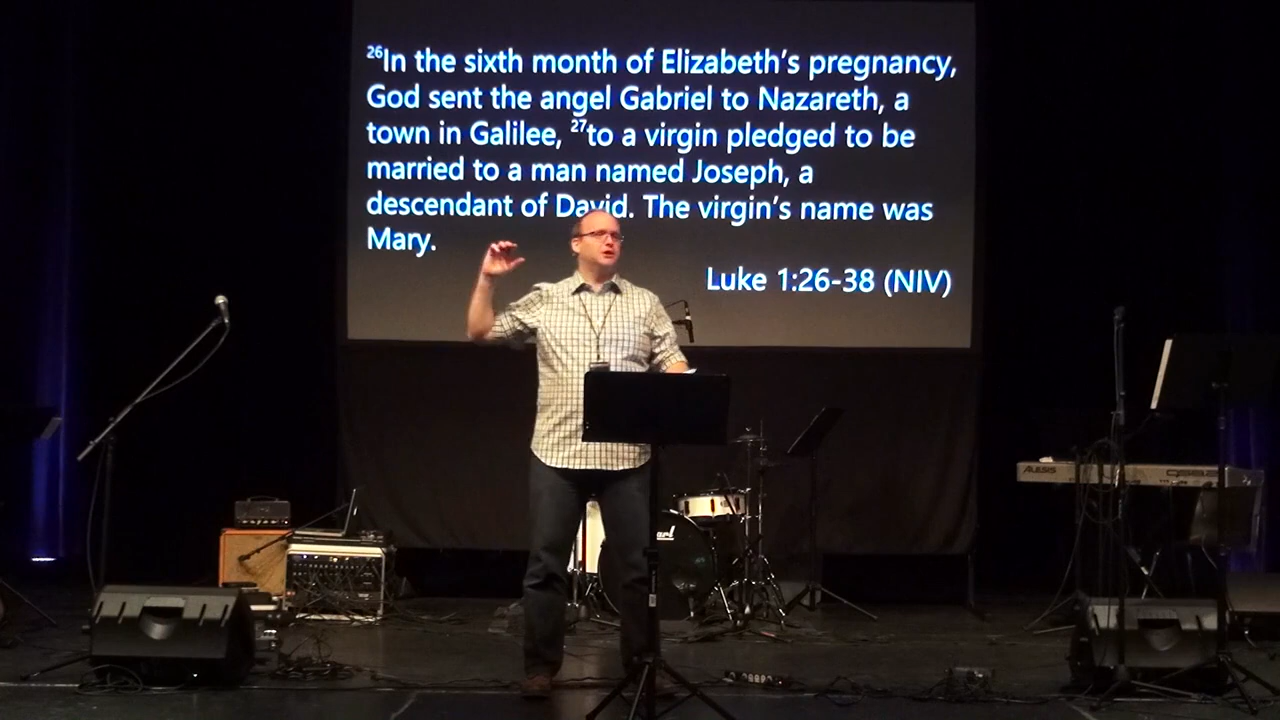 ²⁶In the sixth month of Elizabeth's pregnancy,
God sent the angel Gabriel to Nazareth, a
town in Galilee, ²⁷to a virgin pledged to be
married to a man named Joseph, a
descendant of David. The virgin's name was
Mary.
Luke 1:26-38 (NIV)
ALESIS